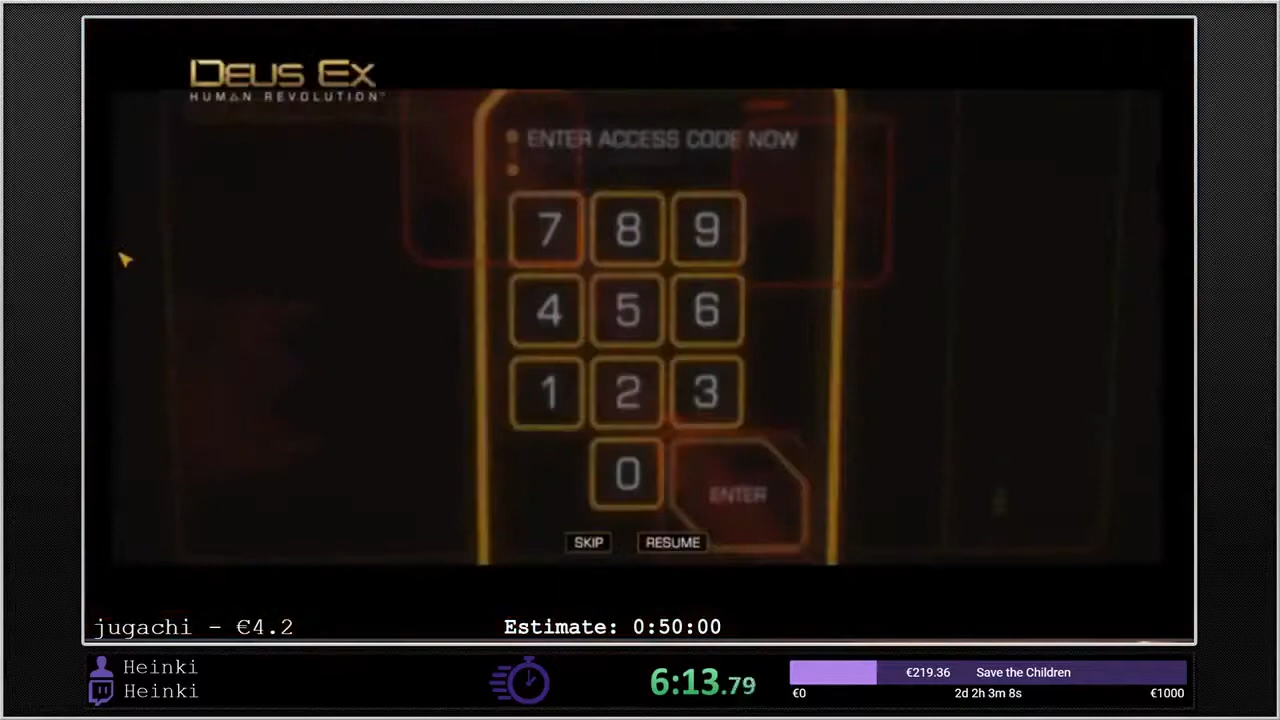 DEUS EX
HUMAN REVOLUTION™
ENTER ACCESS CODE NOW
7 8 9
4 5 6
1 2 3
0 ENTER
SKIP RESUME
jugachi - €4.2 Estimate: 0:50:00
Heinki
Heinki
6:13.79
€219.36 Save the Children
€0 2d 2h 3m 8s €1000